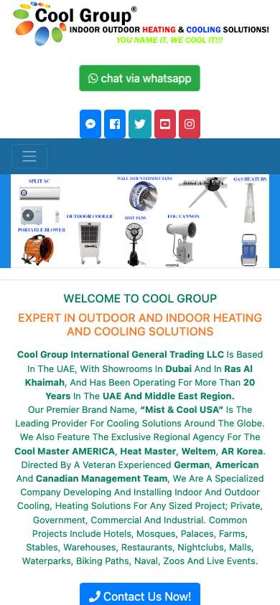 Cool Group®
INDOOR OUTDOOR HEATING & COOLING SOLUTIONS!
YOU NAME IT, WE COOL IT!!!
chat via whatsapp
SPLIT AC
GAS HEATERS
OUTDOOR COOLER
MIST FANS
FOG CANNON
PORTABLE BLOWER
WELCOME TO COOL GROUP
EXPERT IN OUTDOOR AND INDOOR HEATING
AND COOLING SOLUTIONS
Cool Group International General Trading LLC Is Based
In The UAE, With Showrooms In Dubai And In Ras Al
Khaimah, And Has Been Operating For More Than 20
Years In The UAE And Middle East Region.
Our Premier Brand Name, “Mist & Cool USA” Is The
Leading Provider For Cooling Solutions Around The Globe.
We Also Feature The Exclusive Regional Agency For The
Cool Master AMERICA, Heat Master, Weltem, AR Korea.
Directed By A Veteran Experienced German, American
And Canadian Management Team, We Are A Specialized
Company Developing And Installing Indoor And Outdoor
Cooling, Heating Solutions For Any Sized Project; Private,
Government, Commercial And Industrial. Common
Projects Include Hotels, Mosques, Palaces, Farms,
Stables, Warehouses, Restaurants, Nightclubs, Malls,
Waterparks, Biking Paths, Naval, Zoos And Live Events.
Contact Us Now!